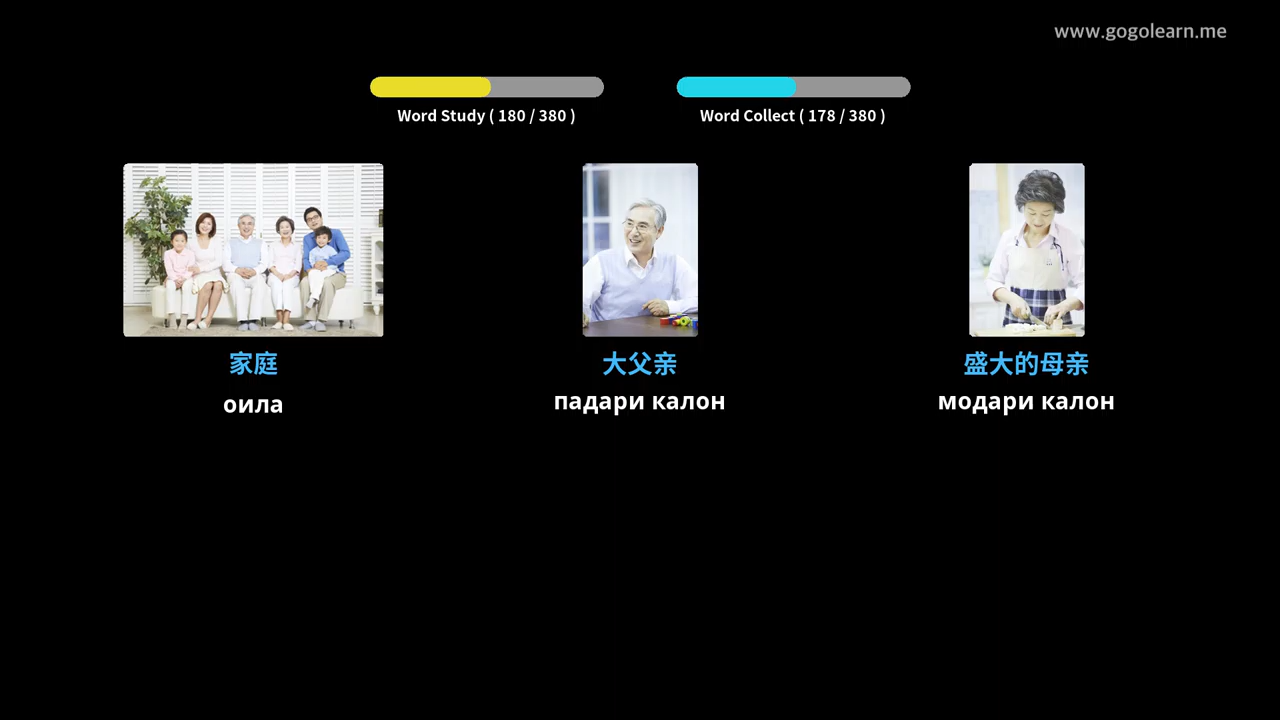 www.gogolearn.me
Word Study ( 180 / 380 )
Word Collect ( 178 / 380 )
家庭
大父亲
盛大的母亲
оила
падари калон
модари калон